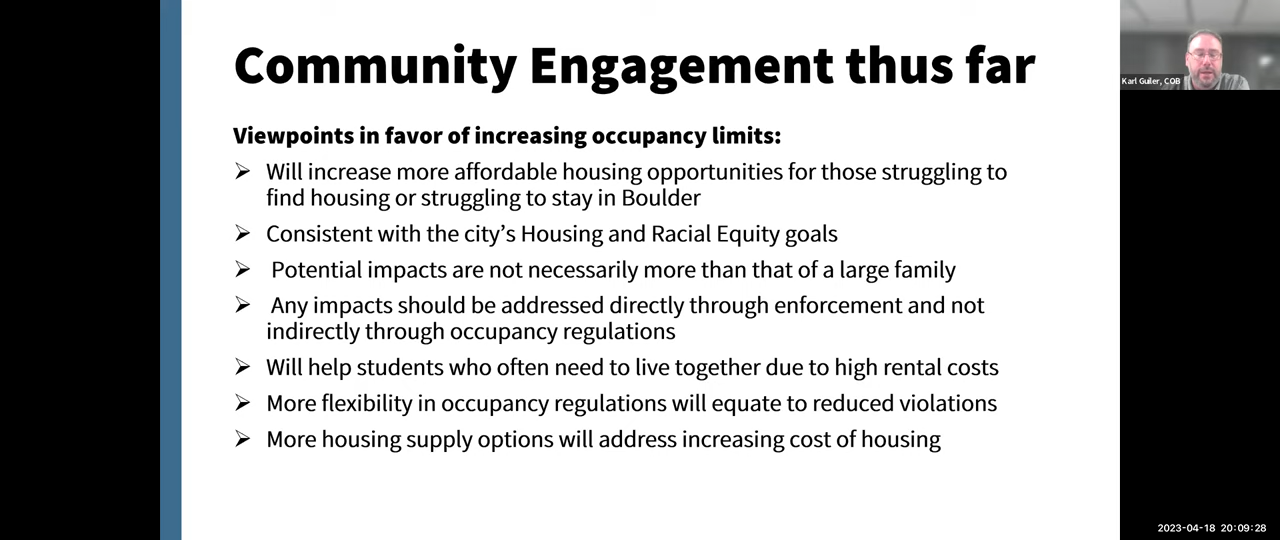 Community Engagement thus far
Karl Guiler, COB
Viewpoints in favor of increasing occupancy limits:
➢ Will increase more affordable housing opportunities for those struggling to
find housing or struggling to stay in Boulder
➢ Consistent with the city’s Housing and Racial Equity goals
➢ Potential impacts are not necessarily more than that of a large family
➢ Any impacts should be addressed directly through enforcement and not
indirectly through occupancy regulations
➢ Will help students who often need to live together due to high rental costs
➢ More flexibility in occupancy regulations will equate to reduced violations
➢ More housing supply options will address increasing cost of housing
2023-04-18 20:09:28